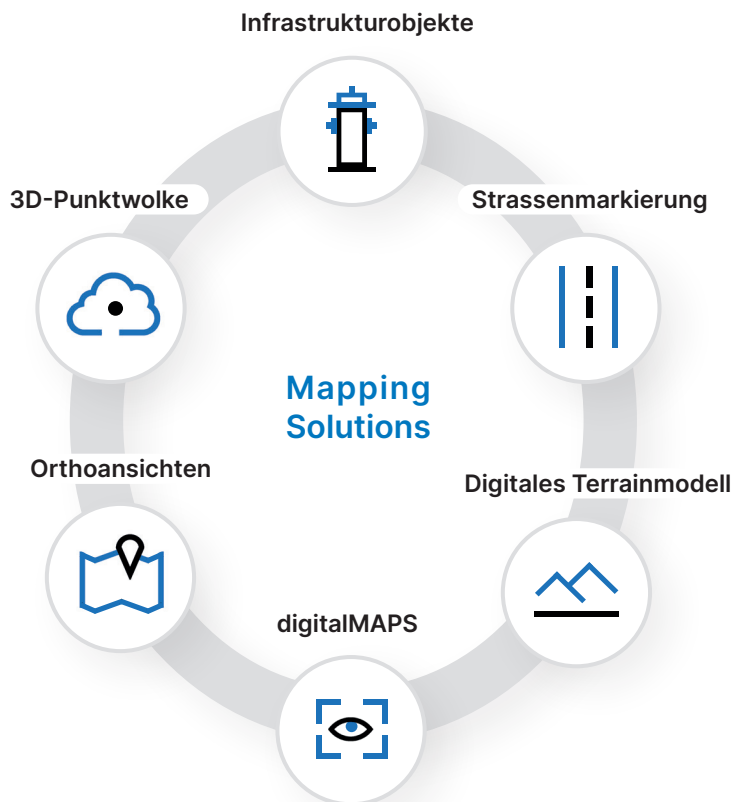 Infrastrukturobjekte
3D-Punktwolke
Strassenmarkierung
Mapping
Solutions
Orthoansichten
Digitales Terrainmodell
digitalMAPS